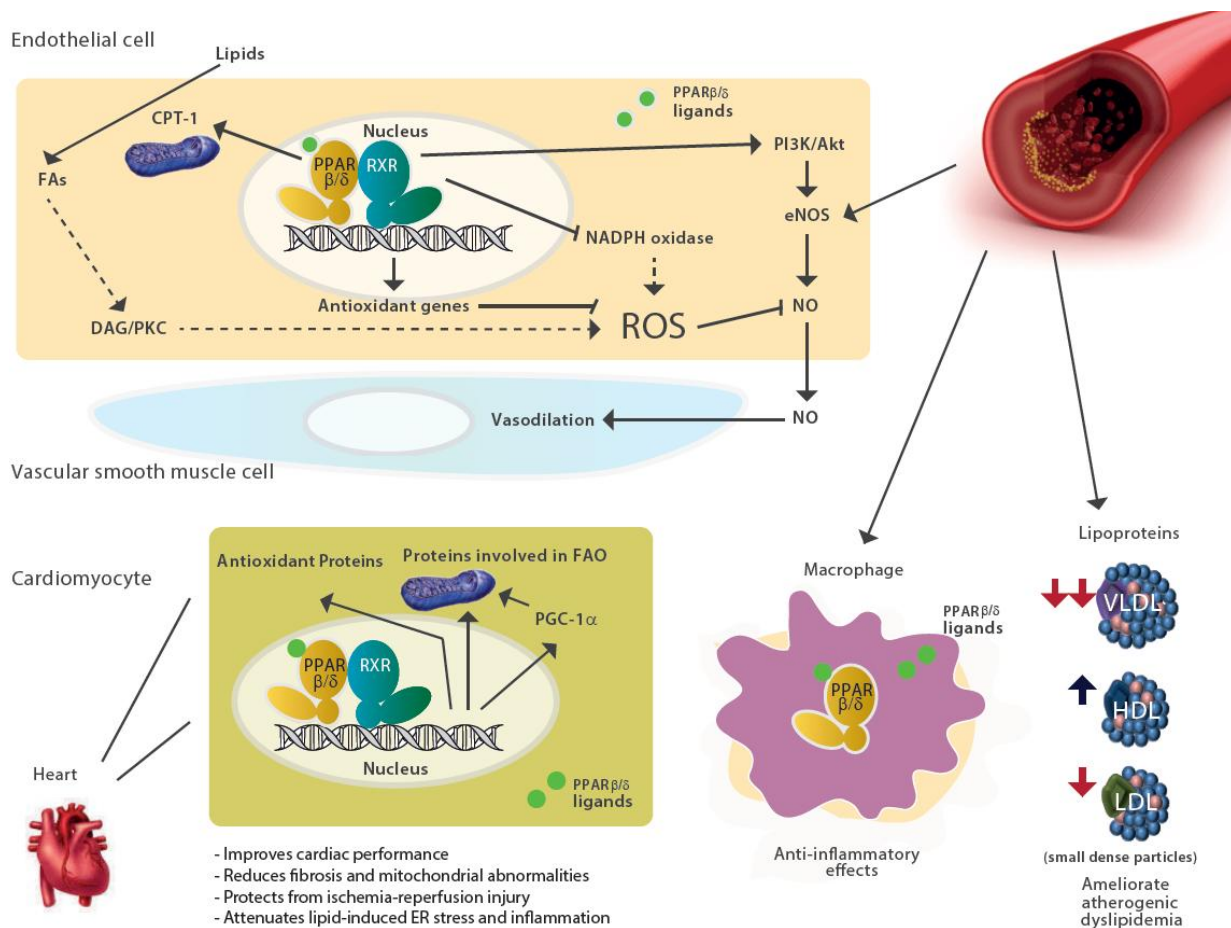 Endothelial cell
Lipids
CPT-1
Nucleus
PPARβ/δ
ligands
PPAR
β/δ
RXR
PI3K/Akt
FAs
eNOS
NADPH oxidase
Antioxidant genes
NO
DAG/PKC
ROS
Vasodilation
NO
Vascular smooth muscle cell
Cardiomyocyte
Antioxidant Proteins
Proteins involved in FAO
PGC-1α
PPAR
β/δ
RXR
Nucleus
PPARβ/δ
ligands
Heart
- Improves cardiac performance
- Reduces fibrosis and mitochondrial abnormalities
- Protects from ischemia-reperfusion injury
- Attenuates lipid-induced ER stress and inflammation
Macrophage
PPARβ/δ
ligands
PPAR
β/δ
Anti-inflammatory
effects
Lipoproteins
VLDL
HDL
LDL
(small dense particles)
Ameliorate
atherogenic
dyslipidemia